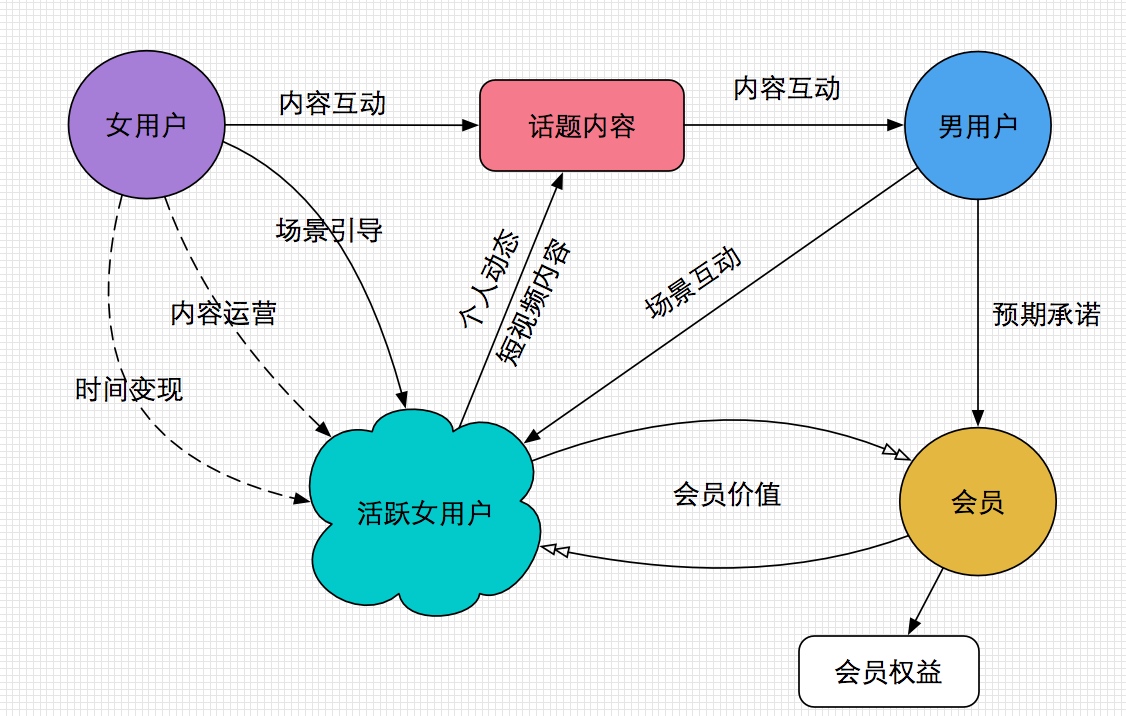 女用户
内容互动
话题内容
内容互动
男用户
场景引导
个人动态
短视频内容
场景互动
内容运营
预期承诺
时间变现
活跃女用户
会员价值
会员
会员权益